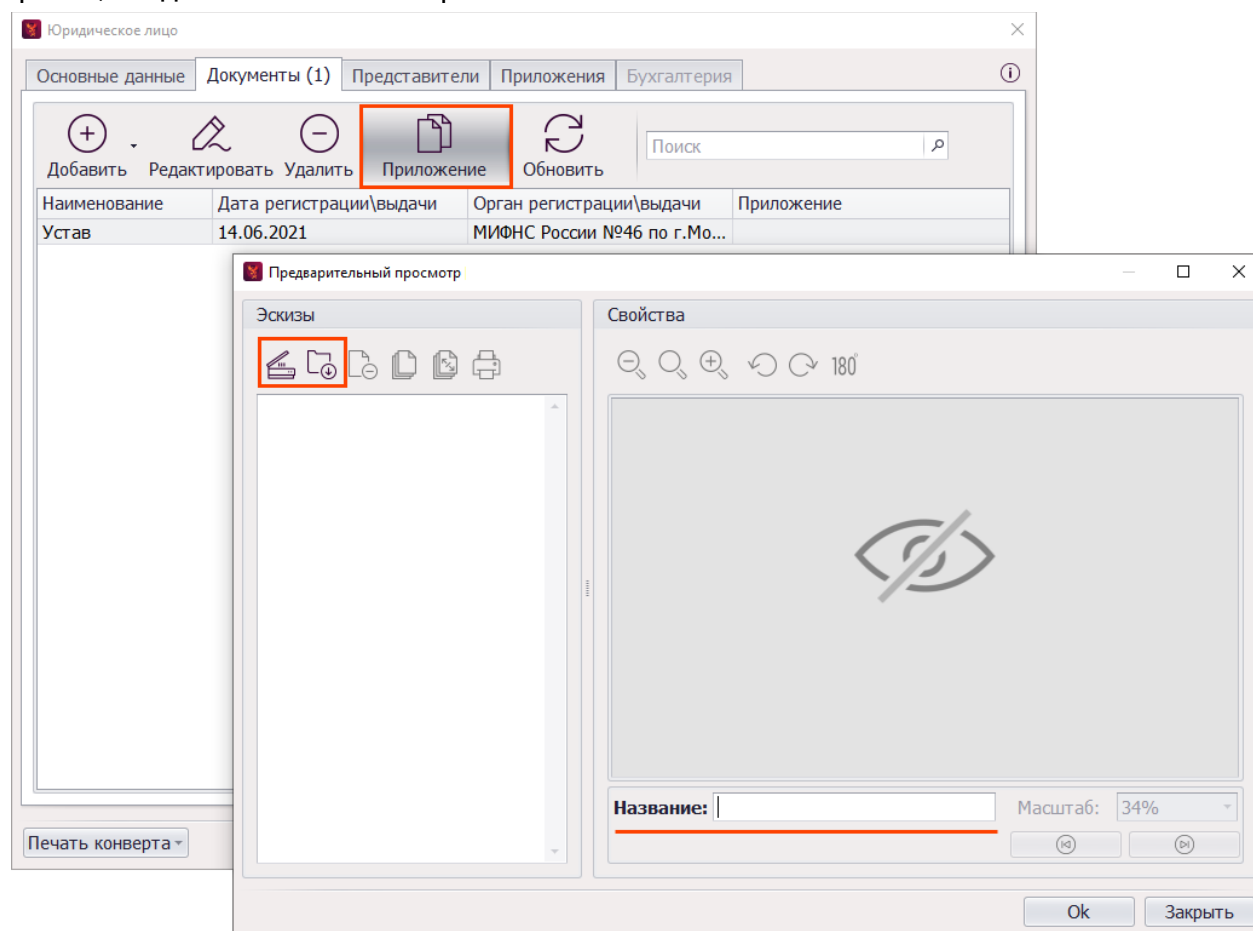 Юридическое лицо
Основные данные Документы (1) Представители Приложения Бухгалтерия
Добавить Редактировать Удалить Приложение Обновить Поиск
Наименование Дата регистрации\выдачи Орган регистрации\выдачи Приложение
Устав 14.06.2021 МИФНС России №46 по г.Мо...
Предварительный просмотр
Эскизы Свойства
180°
Название: Масштаб: 34%
Печать конверта
Ok Закрыть